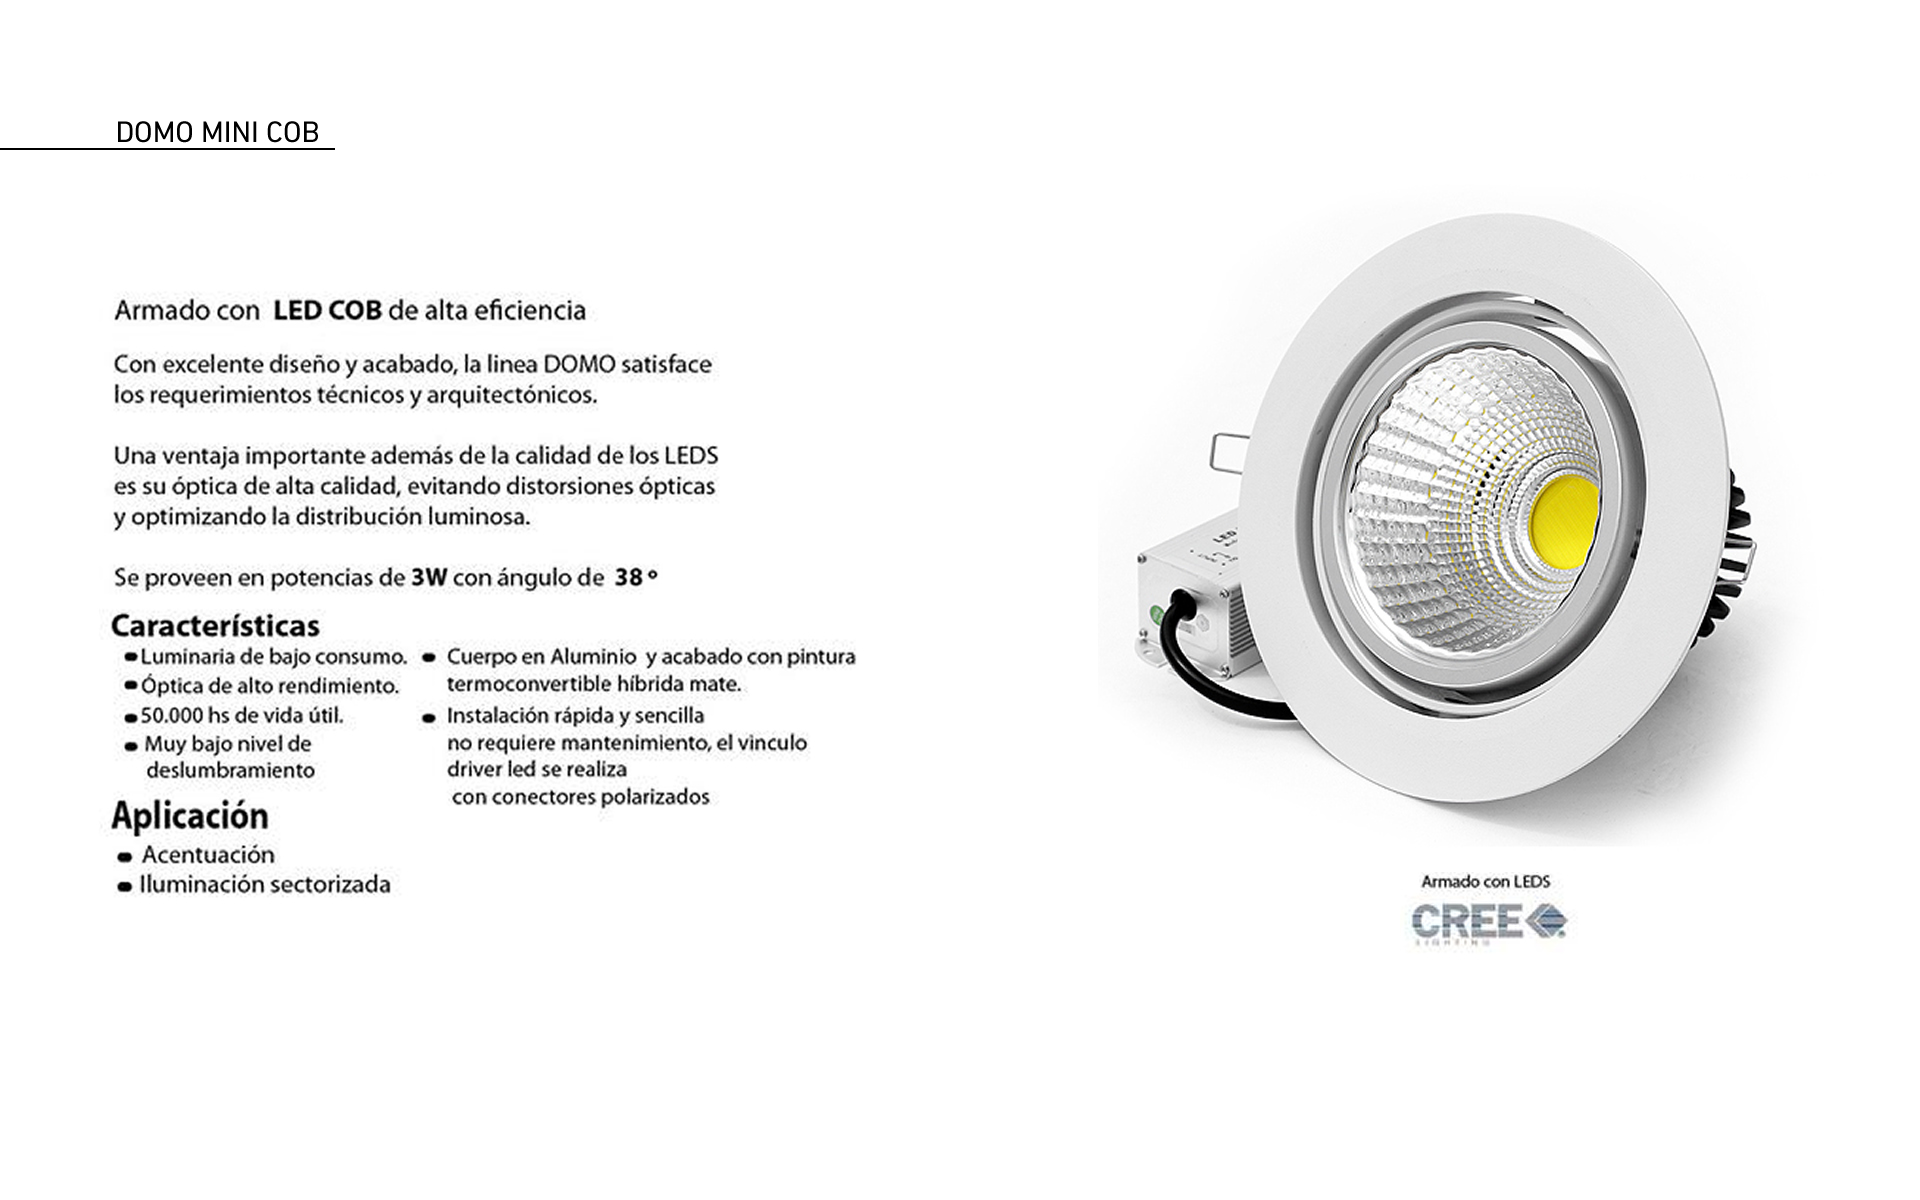 DOMO MINI COB
Armado con LED COB de alta eficiencia
Con excelente diseño y acabado, la linea DOMO satisface
los requerimientos técnicos y arquitectónicos.
Una ventaja importante además de la calidad de los LEDS
es su óptica de alta calidad, evitando distorsiones ópticas
y optimizando la distribución luminosa.
Se proveen en potencias de 3W con ángulo de 38 º
Características
Luminaria de bajo consumo.
Óptica de alto rendimiento.
50.000 hs de vida útil.
Muy bajo nivel de
deslumbramiento
Cuerpo en Aluminio y acabado con pintura
termoconvertible híbrida mate.
Instalación rápida y sencilla
no requiere mantenimiento, el vinculo
driver led se realiza
con conectores polarizados
Aplicación
Acentuación
Iluminación sectorizada
LED
Armado con LEDS
CREE
LIGHTING